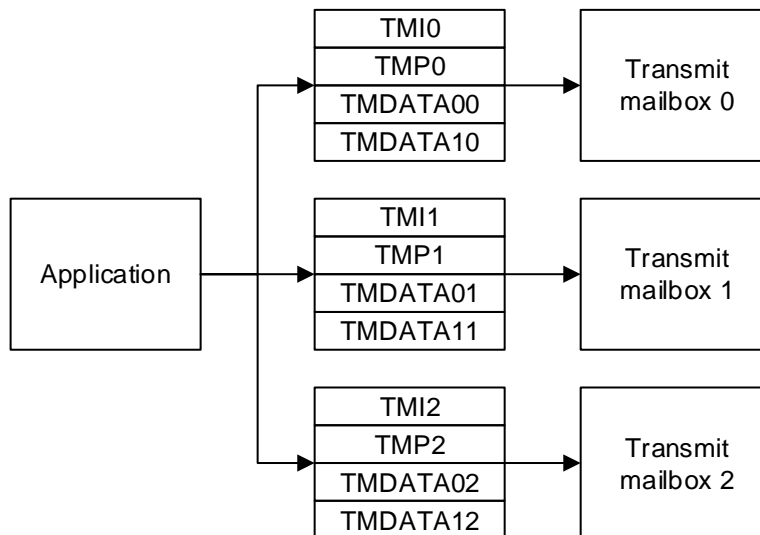 TMI0
TMP0
TMDATA00
TMDATA10
Transmit
mailbox 0
Application
TMI1
TMP1
TMDATA01
TMDATA11
Transmit
mailbox 1
TMI2
TMP2
TMDATA02
TMDATA12
Transmit
mailbox 2